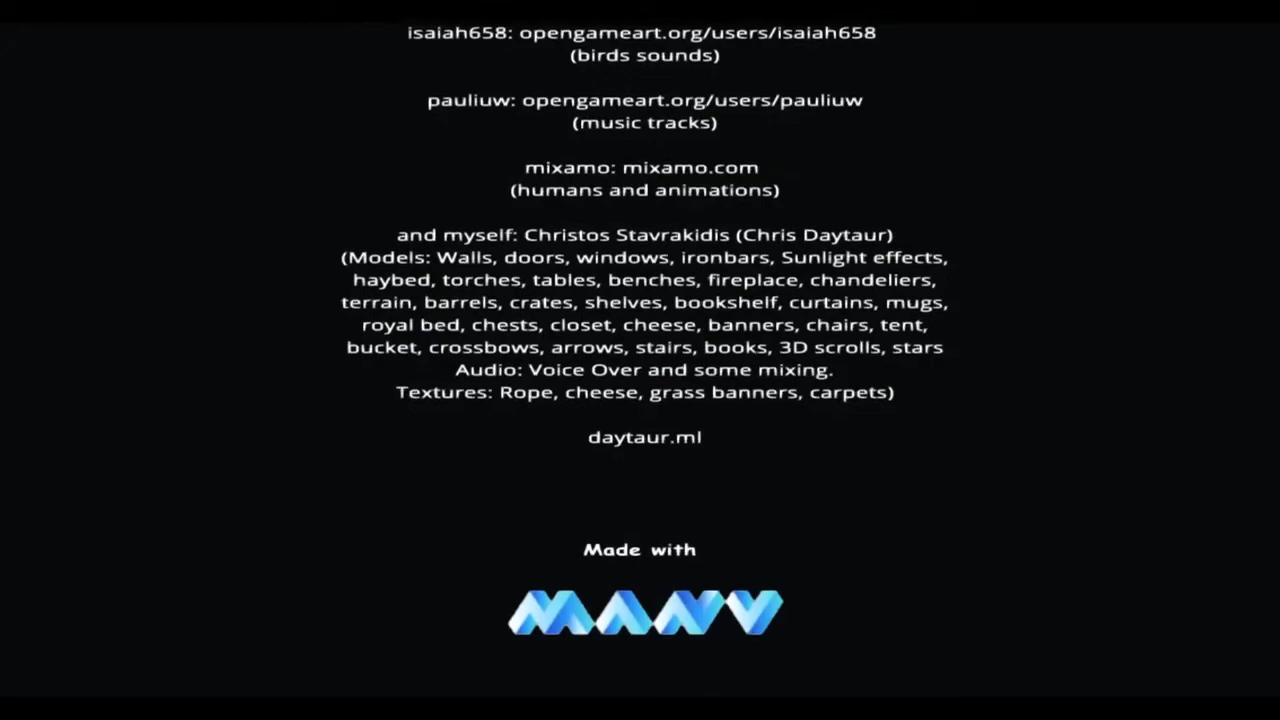 isaiah658: opengameart.org/users/isaiah658
(birds sounds)
pauliuw: opengameart.org/users/pauliuw
(music tracks)
mixamo: mixamo.com
(humans and animations)
and myself: Christos Stavrakidis (Chris Daytaur)
(Models: Walls, doors, windows, ironbars, Sunlight effects,
haybed, torches, tables, benches, fireplace, chandeliers,
terrain, barrels, crates, shelves, bookshelf, curtains, mugs,
royal bed, chests, closet, cheese, banners, chairs, tent,
bucket, crossbows, arrows, stairs, books, 3D scrolls, stars
Audio: Voice Over and some mixing.
Textures: Rope, cheese, grass banners, carpets)
daytaur.ml
Made with
MANV